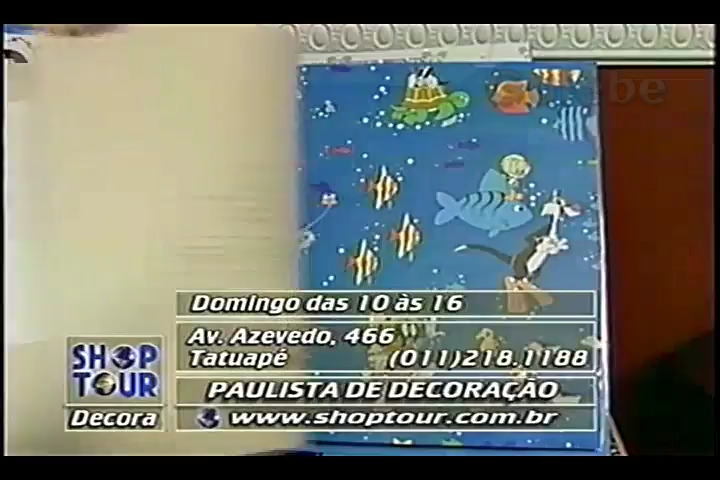 be
Domingo das 10 às 16
Av. Azevedo, 466
Tatuapé (011)218.1188
SHOP TOUR
PAULISTA DE DECORAÇÃO
Decora
www.shoptour.com.br